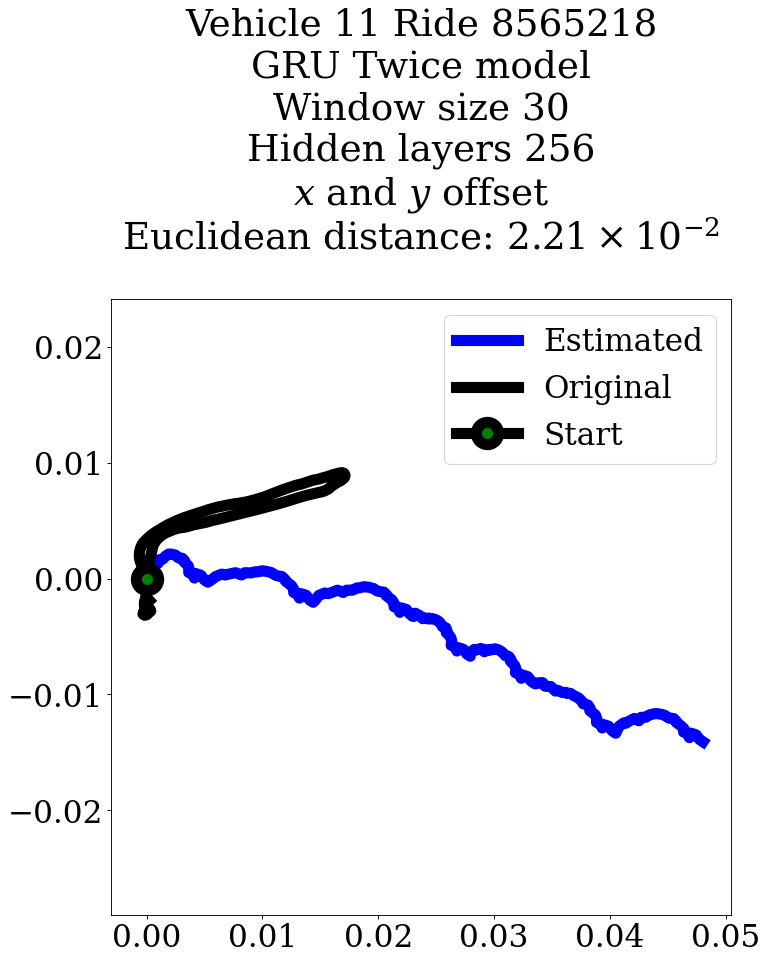 Vehicle 11 Ride 8565218
GRU Twice model
Window size 30
Hidden layers 256
x and y offset
Euclidean distance: 2.21 × 10⁻²
Estimated
Original
Start
0.02
0.01
0.00
−0.01
−0.02
0.00 0.01 0.02 0.03 0.04 0.05